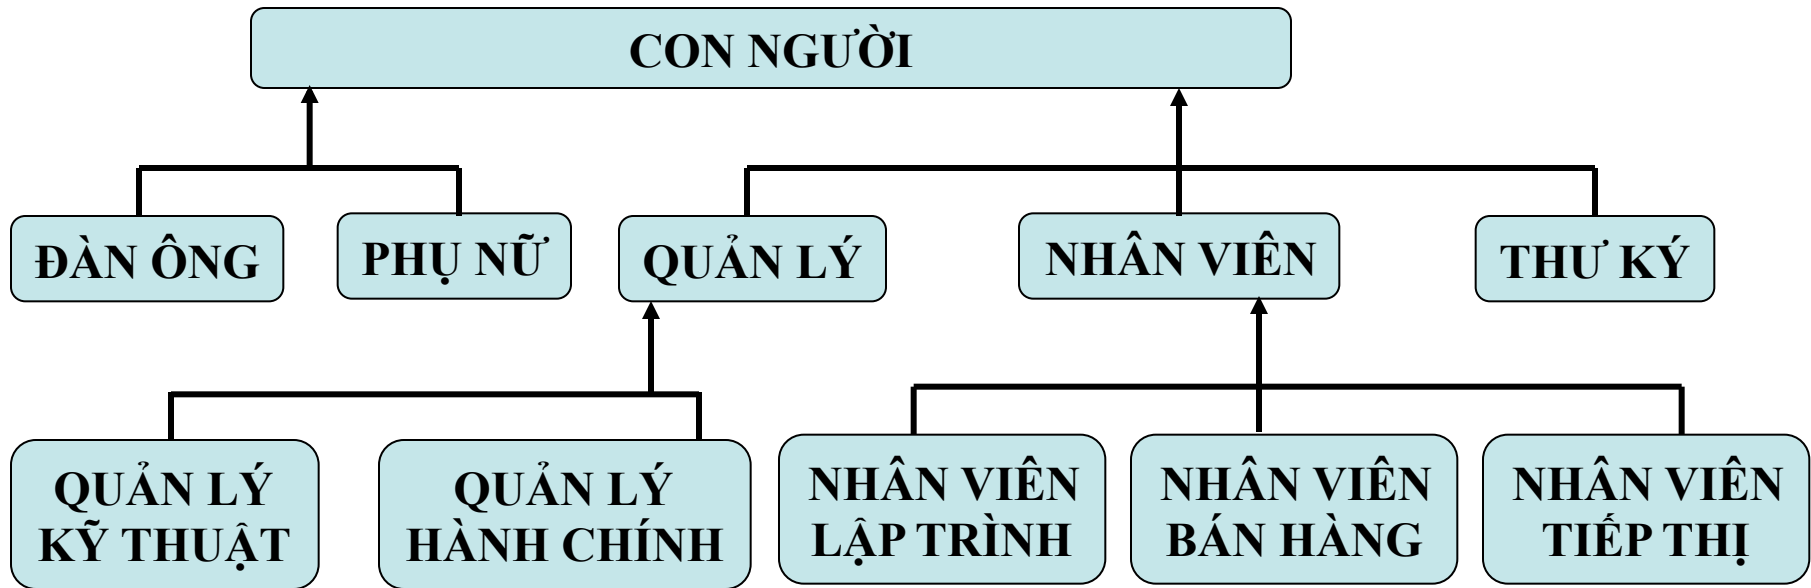 CON NGƯỜI
ĐÀN ÔNG
PHỤ NỮ
QUẢN LÝ
NHÂN VIÊN
THƯ KÝ
QUẢN LÝ
KỸ THUẬT
QUẢN LÝ
HÀNH CHÍNH
NHÂN VIÊN
LẬP TRÌNH
NHÂN VIÊN
BÁN HÀNG
NHÂN VIÊN
TIẾP THỊ